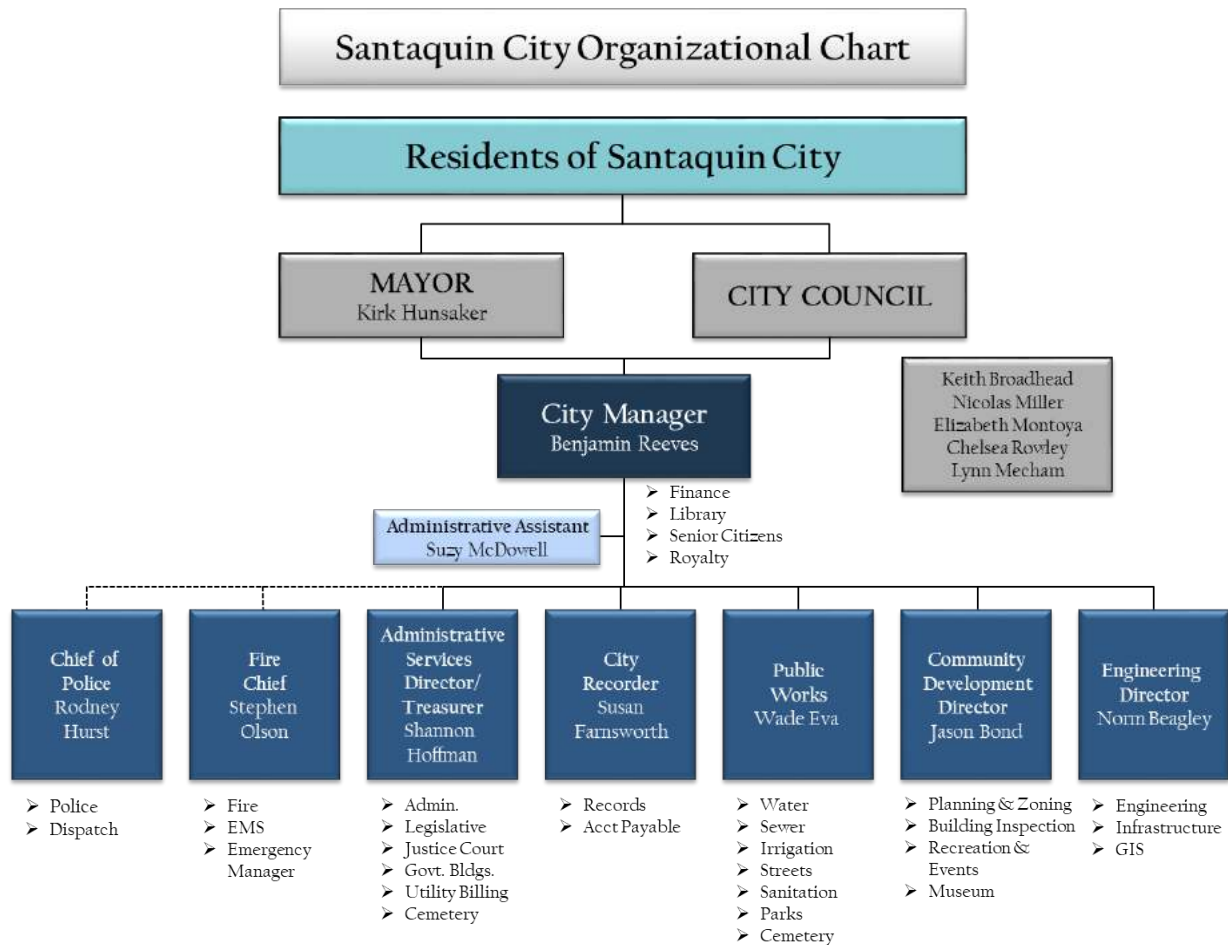 Santaquin City Organizational Chart
Residents of Santaquin City
MAYOR
Kirk Hunsaker
CITY COUNCIL
Keith Broadhead
Nicolas Miller
Elizabeth Montoya
Chelsea Rowley
Lynn Mecham
City Manager
Benjamin Reeves
➢ Finance
➢ Library
➢ Senior Citizens
➢ Royalty
Administrative Assistant
Suzy McDowell
Chief of
Police
Rodney
Hurst
➢ Police
➢ Dispatch
Fire
Chief
Stephen
Olson
➢ Fire
➢ EMS
➢ Emergency
Manager
Administrative
Services
Director/
Treasurer
Shannon
Hoffman
➢ Admin.
➢ Legislative
➢ Justice Court
➢ Govt. Bldgs.
➢ Utility Billing
➢ Cemetery
City
Recorder
Susan
Farnsworth
➢ Records
➢ Acct Payable
Public
Works
Wade Eva
➢ Water
➢ Sewer
➢ Irrigation
➢ Streets
➢ Sanitation
➢ Parks
➢ Cemetery
Community
Development
Director
Jason Bond
➢ Planning & Zoning
➢ Building Inspection
➢ Recreation &
Events
➢ Museum
Engineering
Director
Norm Beagley
➢ Engineering
➢ Infrastructure
➢ GIS